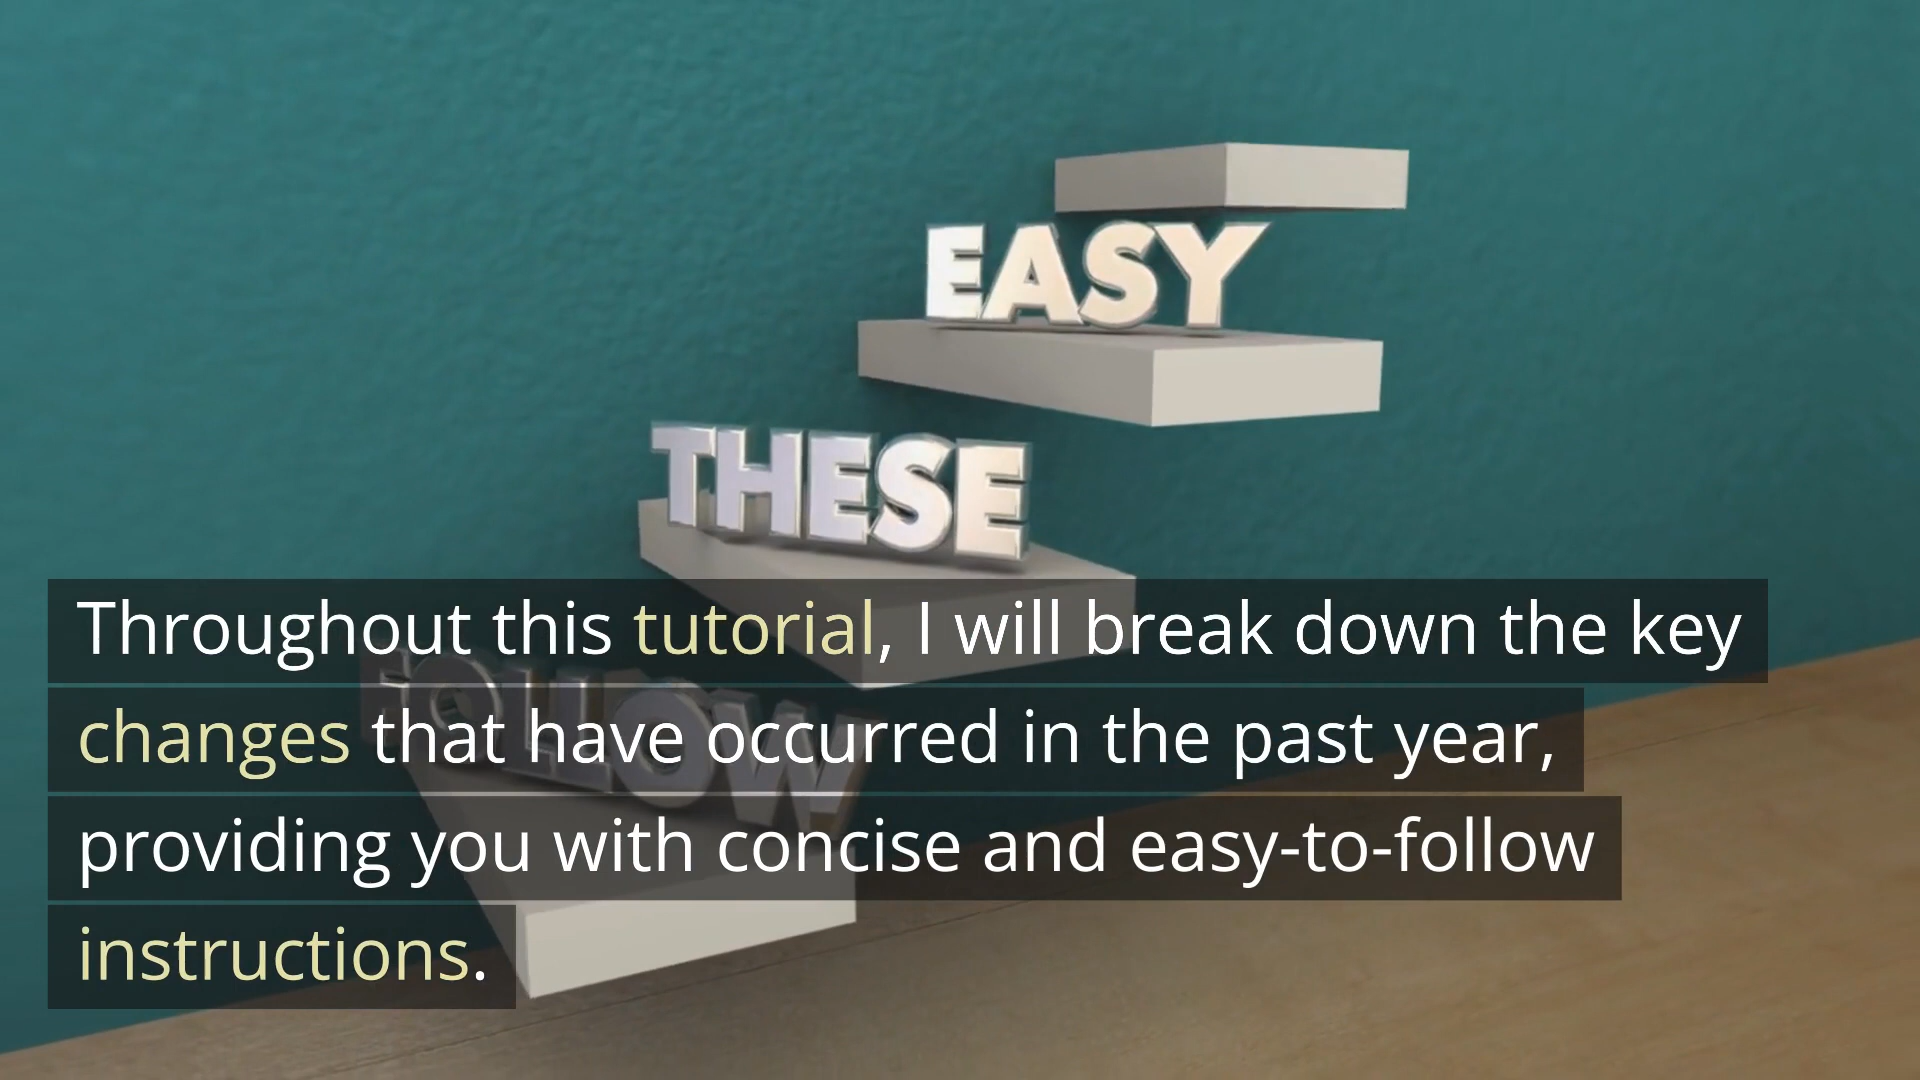 EASY
THESE
FOLLOW
Throughout this tutorial, I will break down the key
changes that have occurred in the past year,
providing you with concise and easy-to-follow
instructions.